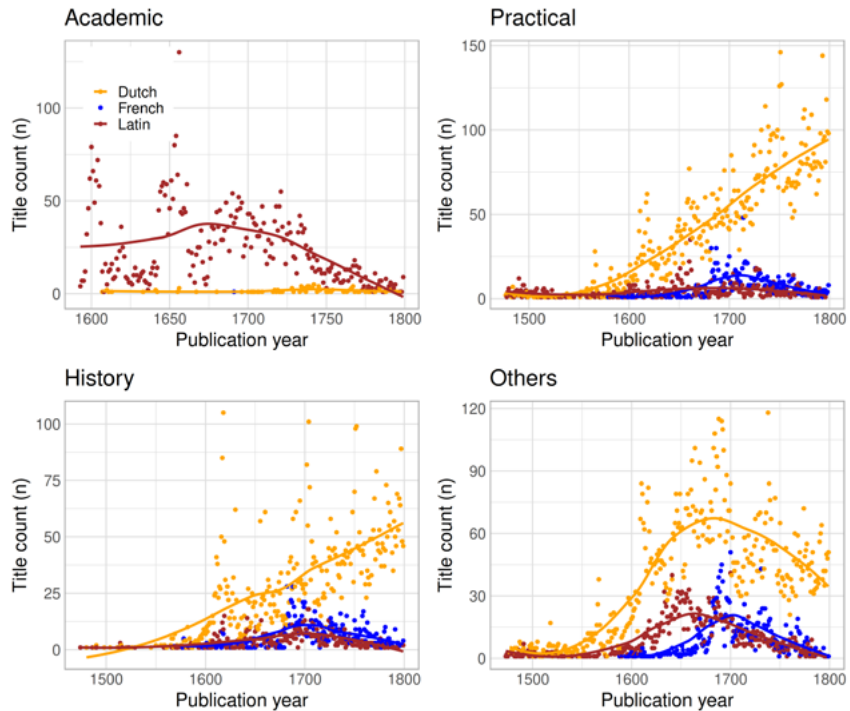 Academic
Title count (n)
100
50
0
Dutch
French
Latin
1600
1650
1700
1750
1800
Publication year
Practical
Title count (n)
150
100
50
0
1500
1600
1700
1800
Publication year
History
Title count (n)
100
75
50
25
0
1500
1600
1700
1800
Publication year
Others
Title count (n)
120
90
60
30
0
1500
1600
1700
1800
Publication year